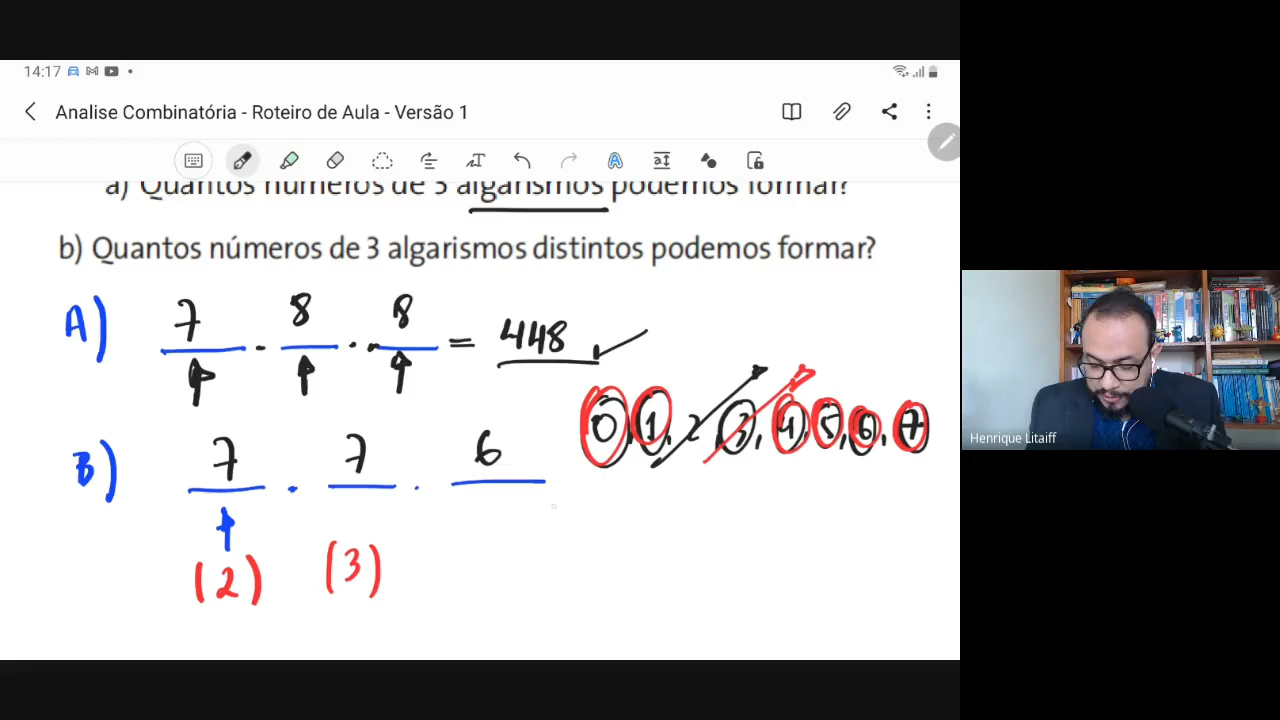 14:17
Analise Combinatória - Roteiro de Aula - Versão 1
a) Quantos números de 3 algarismos podemos formar?
b) Quantos números de 3 algarismos distintos podemos formar?
A) 7 . 8 . 8 = 448
0, 1, 2, 3, 4, 5, 6, 7
B) 7 . 7 . 6
(2) (3)
Henrique Litaiff